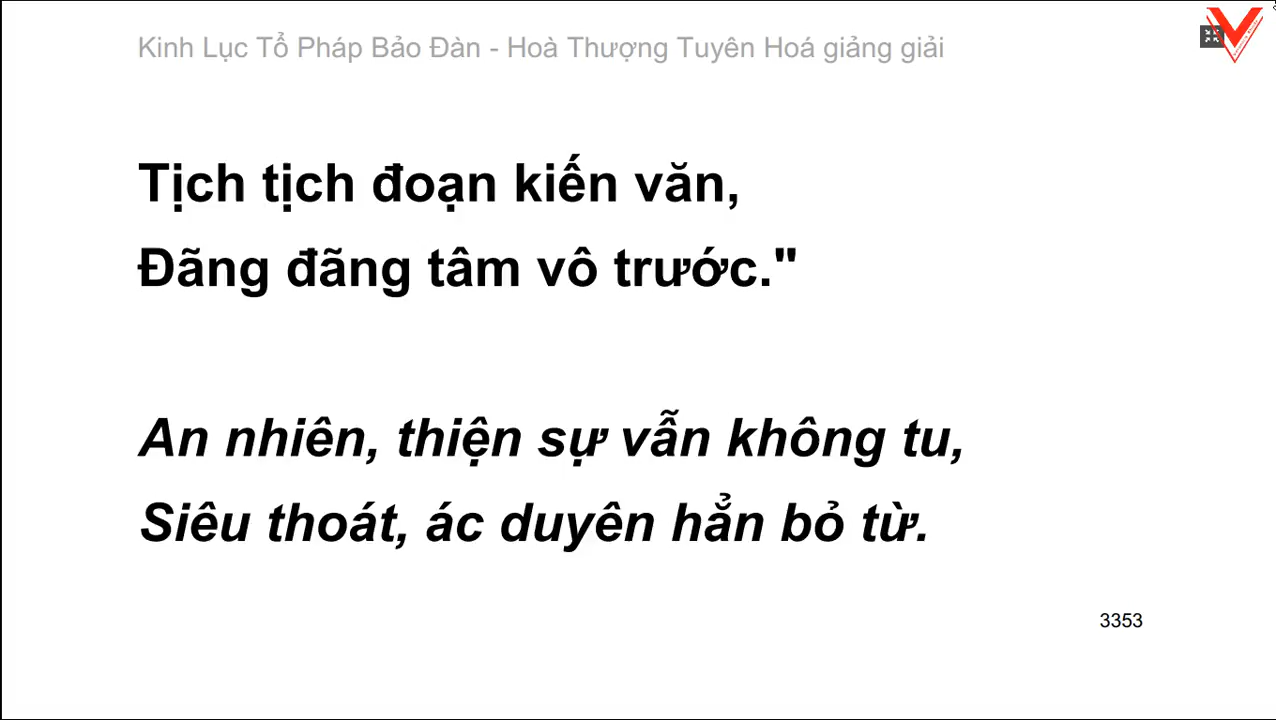 Kinh Lục Tổ Pháp Bảo Đàn - Hoà Thượng Tuyên Hoá giảng giải
Tịch tịch đoạn kiến văn,
Đãng đãng tâm vô trước."
An nhiên, thiện sự vẫn không tu,
Siêu thoát, ác duyên hẳn bỏ từ.
3353